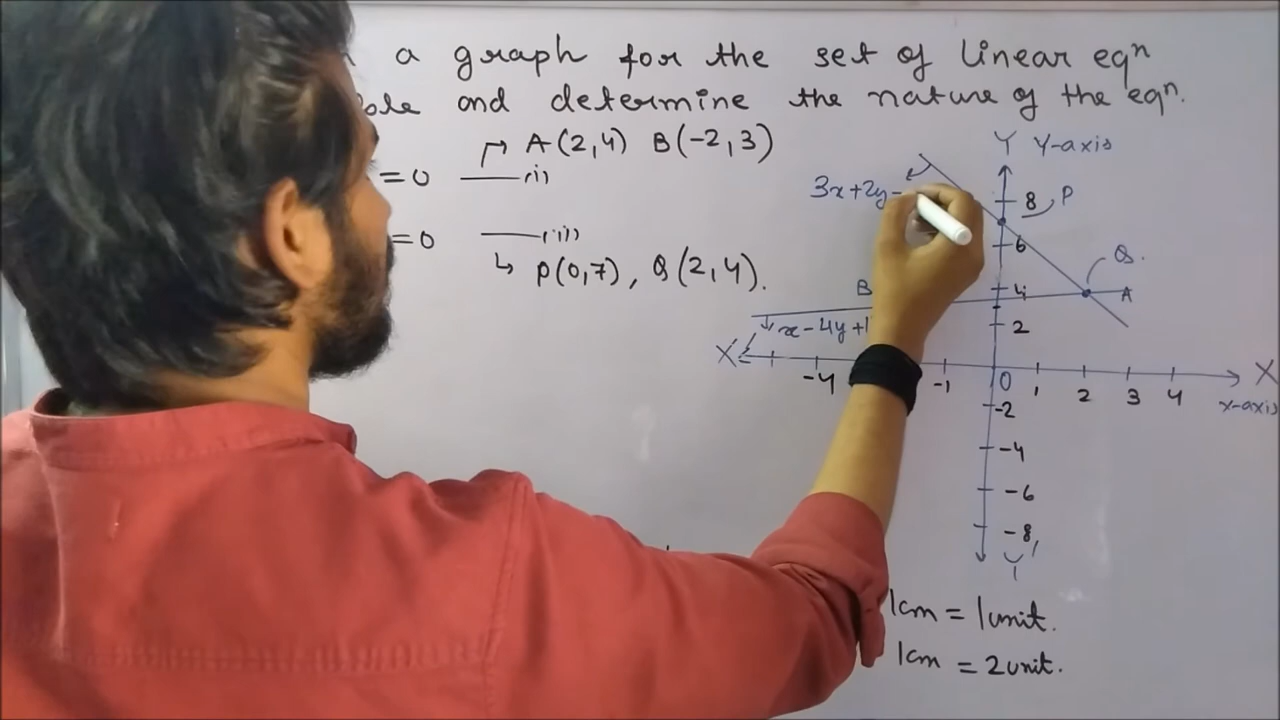 a graph for the set of linear eqn
and determine the nature of the eqn.
A(2,4) B(-2,3)
=0 ——(i)
=0 ——(ii)
P(0,7), Q(2,4).
Y Y-axis
3x+2y-
8 P
6
Q.
B 4 A
x-4y+1
2
X' X
-4 -1 0 1 2 3 4
x-axis
-2
-4
-6
-8
Y'
1cm = 1unit.
1cm = 2unit.